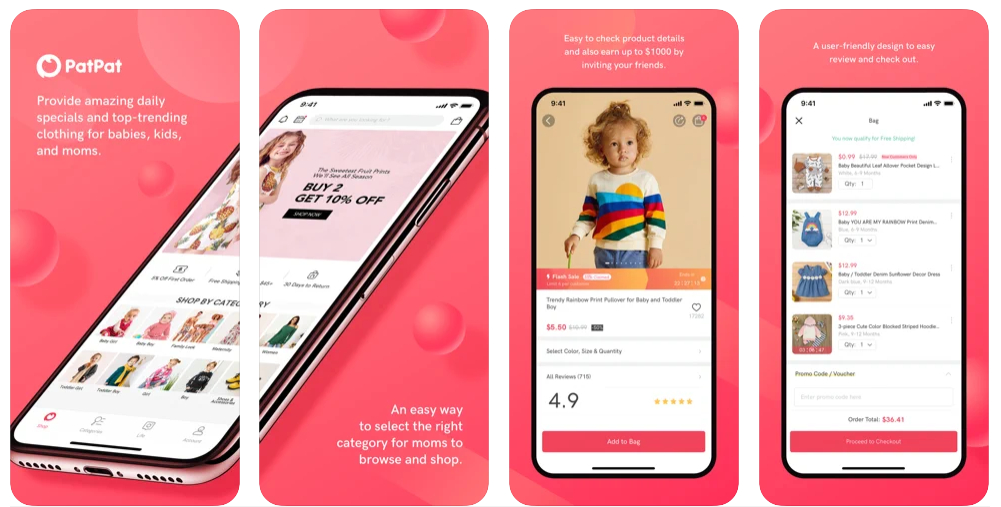 PatPat
Provide amazing daily
specials and top-trending
clothing for babies, kids,
and moms.
9:41
What are you looking for?
The Sweetest Fruit Prints
We'll See All Season
BUY 2
GET 10% OFF
SHOP NOW
5% Off First Order
Free Shipping
30 Days to Return
SHOP BY CATEGORY
Baby Girl
Baby Boy
Family Look
Maternity
Women
Toddler Girl
Toddler Boy
Girl
Boy
Shoes &
Accessories
Shop
Categories
Life
Account
An easy way
to select the right
category for moms to
browse and shop.
Easy to check product details
and also earn up to $1000 by
inviting your friends.
9:41
Flash Sale
Trendy Rainbow Print Pullover for Baby and Toddler
Boy
$5.50
Select Color, Size & Quantity
All Reviews (715)
4.9
Add to Bag
A user-friendly design to easy
review and check out.
9:41
Bag
You now qualify for Free Shipping!
$0.99 $13.99 New Customers Only
Baby Beautiful Leaf Allover Pocket Design L...
White, 6-9 Months
Qty: 1
$12.99
Baby YOU ARE MY RAINBOW Print Denim...
Blue, 6-9 Months
Qty: 1
$12.99
Baby / Toddler Denim Sunflower Decor Dress
Dark blue, 9-12 Months
Qty: 1
$9.35
3-piece Cute Color Blocked Striped Hoodie...
Pink, 9-12 Months
Qty: 1
Promo Code / Voucher
Enter promo code here
Order Total: $36.41
Proceed to Checkout